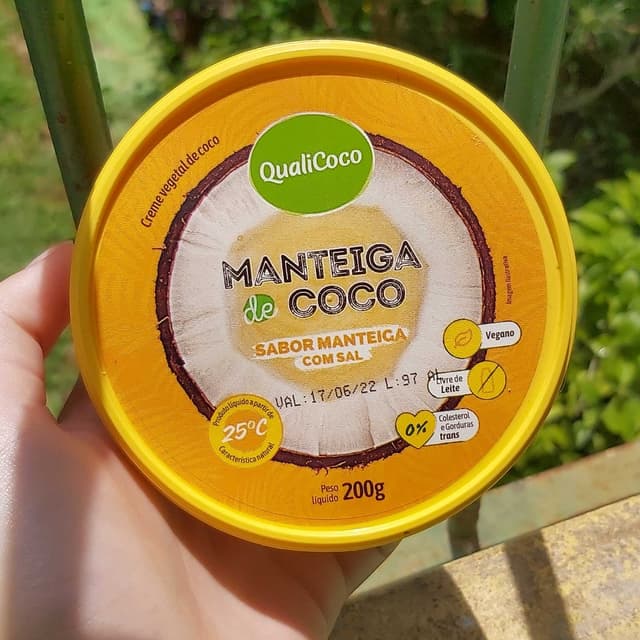 Creme vegetal de coco
QualiCoco
MANTEIGA
de COCO
SABOR MANTEIGA
COM SAL
Imagem ilustrativa
Vegano
VAL:17/06/22 L:97 AL
Livre de
Leite
0%
Colesterol
e Gorduras
trans
Produto líquido a partir de
25°C
Característica natural
Peso
líquido 200g